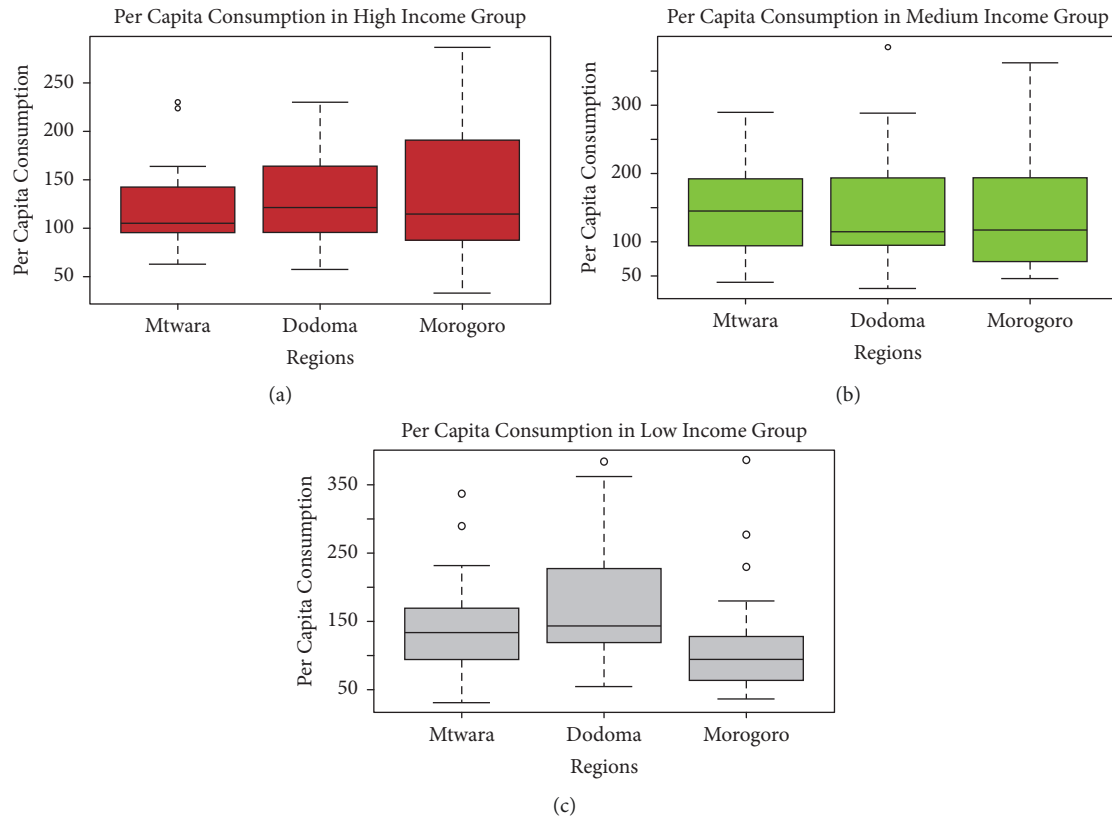 Per Capita Consumption in High Income Group
Per Capita Consumption
250
200
150
100
50
Mtwara
Dodoma
Morogoro
Regions
(a)
Per Capita Consumption in Medium Income Group
Per Capita Consumption
300
200
100
50
Mtwara
Dodoma
Morogoro
Regions
(b)
Per Capita Consumption in Low Income Group
Per Capita Consumption
350
250
150
50
Mtwara
Dodoma
Morogoro
Regions
(c)